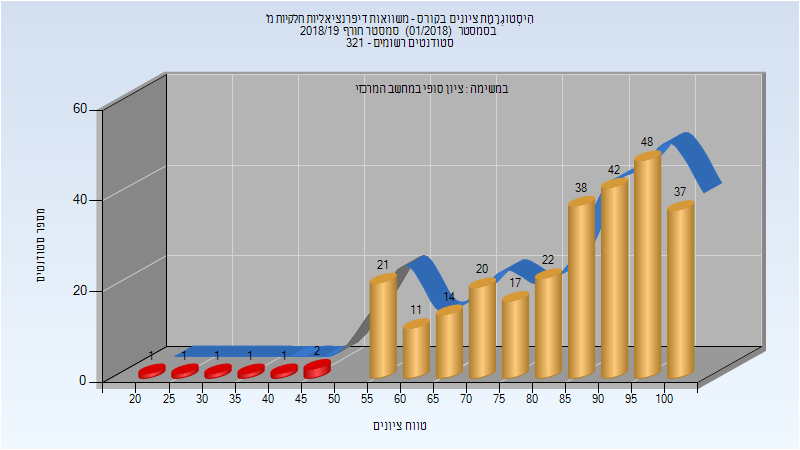 היסטוגרמת ציונים בקורס - משוואות דיפרנציאליות חלקיות מ'
בסמסטר (01/2018) סמסטר חורף 2018/19
סטודנטים רשומים - 321
במשימה : ציון סופי במחשב המרכזי
מספר סטודנטים
60
40
20
0
1 1 1 1 1 2 21 11 14 20 17 22 38 42 48 37
20 25 30 35 40 45 50 55 60 65 70 75 80 85 90 95 100
טווח ציונים